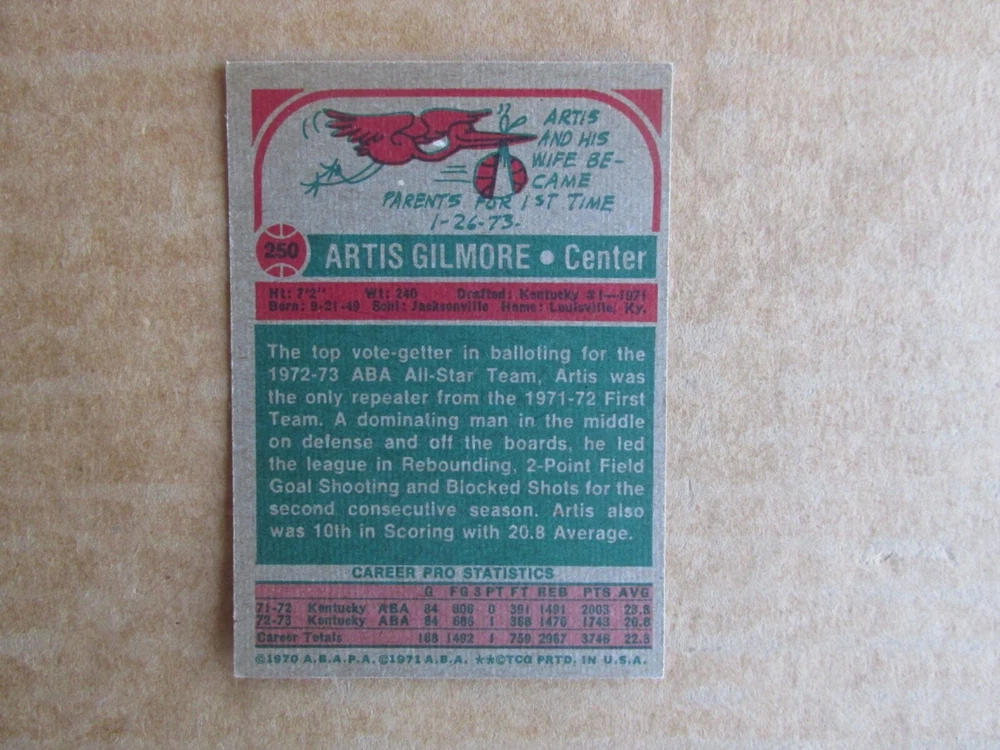 ARTIS
AND HIS
WIFE BE-
CAME
PARENTS FOR 1ST TIME
1-26-73.
250
ARTIS GILMORE • Center
Ht: 7'2" Wt: 240 Drafted: Kentucky #1—1971
Born: 9-21-49 Schl: Jacksonville Home: Louisville, Ky.
The top vote-getter in balloting for the
1972-73 ABA All-Star Team, Artis was
the only repeater from the 1971-72 First
Team. A dominating man in the middle
on defense and off the boards, he led
the league in Rebounding, 2-Point Field
Goal Shooting and Blocked Shots for the
second consecutive season. Artis also
was 10th in Scoring with 20.8 Average.
CAREER PRO STATISTICS
G FG 3PT FT REB PTS AVG
71-72 Kentucky ABA 84 806 0 391 1491 2003 23.8
72-73 Kentucky ABA 84 686 1 368 1476 1743 20.8
Career Totals 168 1492 1 759 2967 3746 22.3
©1970 A.B.A.P.A. ©1971 A.B.A. **©TCG PRTD. IN U.S.A.